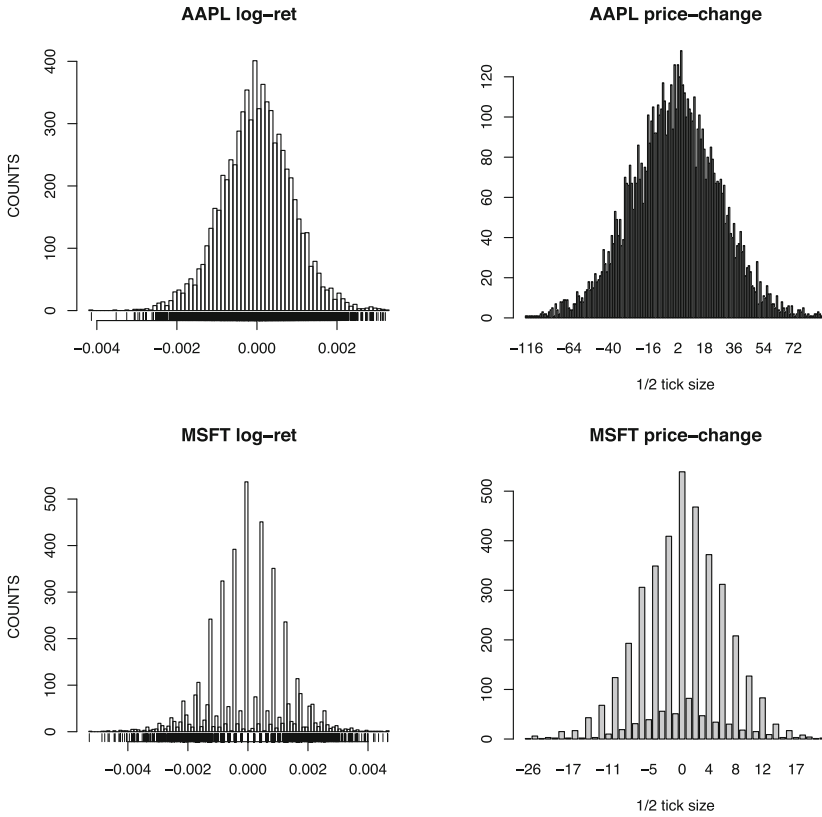 AAPL log−ret
COUNTS
0 100 200 300 400
−0.004 −0.002 0.000 0.002
AAPL price−change
0 20 40 60 80 100 120
−116 −64 −40 −16 2 18 36 54 72
1/2 tick size
MSFT log−ret
COUNTS
0 100 200 300 400 500
−0.004 −0.002 0.000 0.002 0.004
MSFT price−change
0 100 200 300 400 500
−26 −17 −11 −5 0 4 8 12 17
1/2 tick size